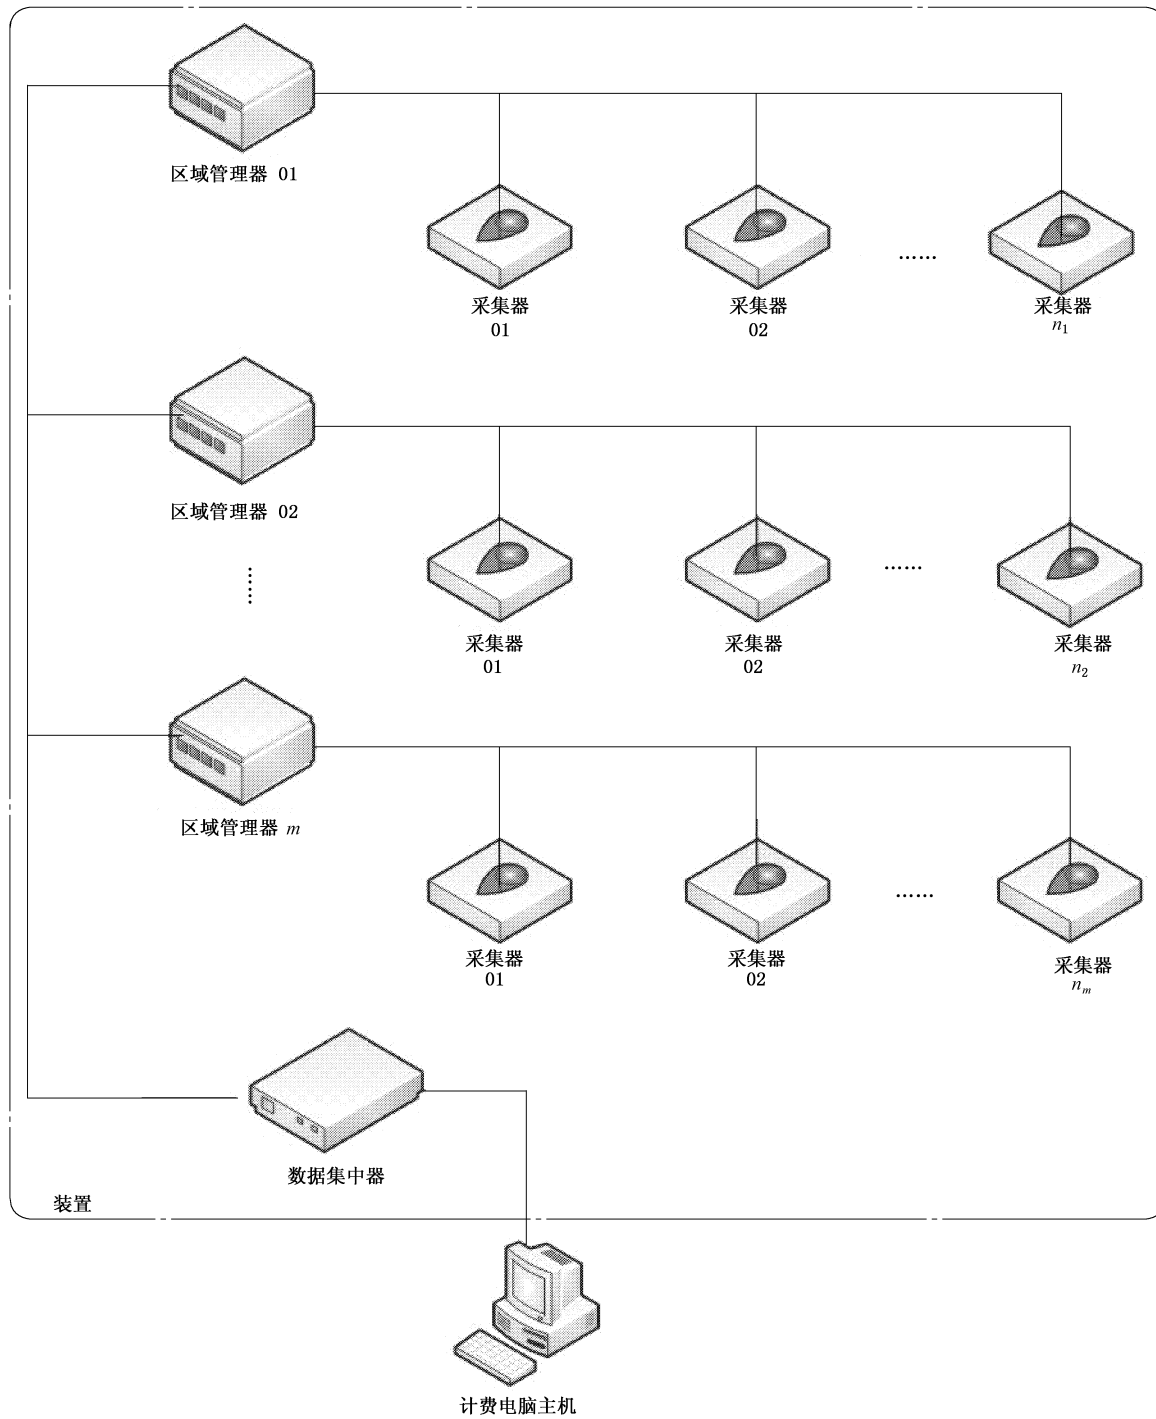 区域管理器 01
采集器
01
采集器
02
……
采集器
n₁
区域管理器 02
……
采集器
01
采集器
02
……
采集器
n₂
区域管理器 m
采集器
01
采集器
02
……
采集器
nₘ
数据集中器
装置
计费电脑主机